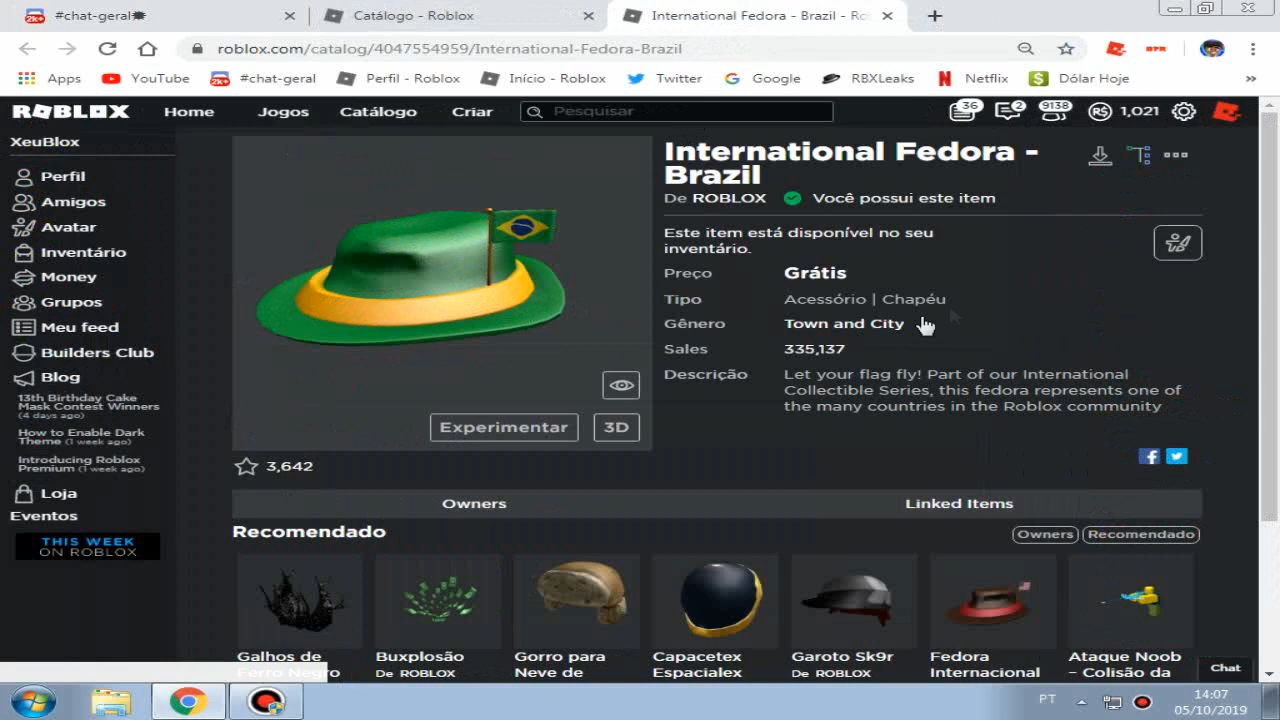 #chat-geral
Catálogo - Roblox
International Fedora - Brazil - Ro
roblox.com/catalog/4047554959/International-Fedora-Brazil
Apps
YouTube
#chat-geral
Perfil - Roblox
Início - Roblox
Twitter
Google
RBXLeaks
Netflix
Dólar Hoje
»
ROBLOX
Home
Jogos
Catálogo
Criar
Pesquisar
36
2
9138
1,021
XeuBlox
Perfil
Amigos
Avatar
Inventário
Money
Grupos
Meu feed
Builders Club
Blog
13th Birthday Cake
Mask Contest Winners
(4 days ago)
How to Enable Dark
Theme (1 week ago)
Introducing Roblox
Premium (1 week ago)
Loja
Eventos
THIS WEEK
ON ROBLOX
International Fedora -
Brazil
De ROBLOX Você possui este item
Este item está disponível no seu
inventário.
Preço Grátis
Tipo Acessório | Chapéu
Gênero Town and City
Sales 335,137
Descrição Let your flag fly! Part of our International
Collectible Series, this fedora represents one of
the many countries in the Roblox community
Experimentar
3D
3,642
Owners
Linked Items
Recomendado
Owners
Recomendado
Galhos de
Ferro Negro
Buxplosão
De ROBLOX
Gorro para
Neve de
Capacetex
Espacialex
Garoto Sk9r
De ROBLOX
Fedora
Internacional
Ataque Noob
- Colisão da
Chat
PT
14:07
05/10/2019